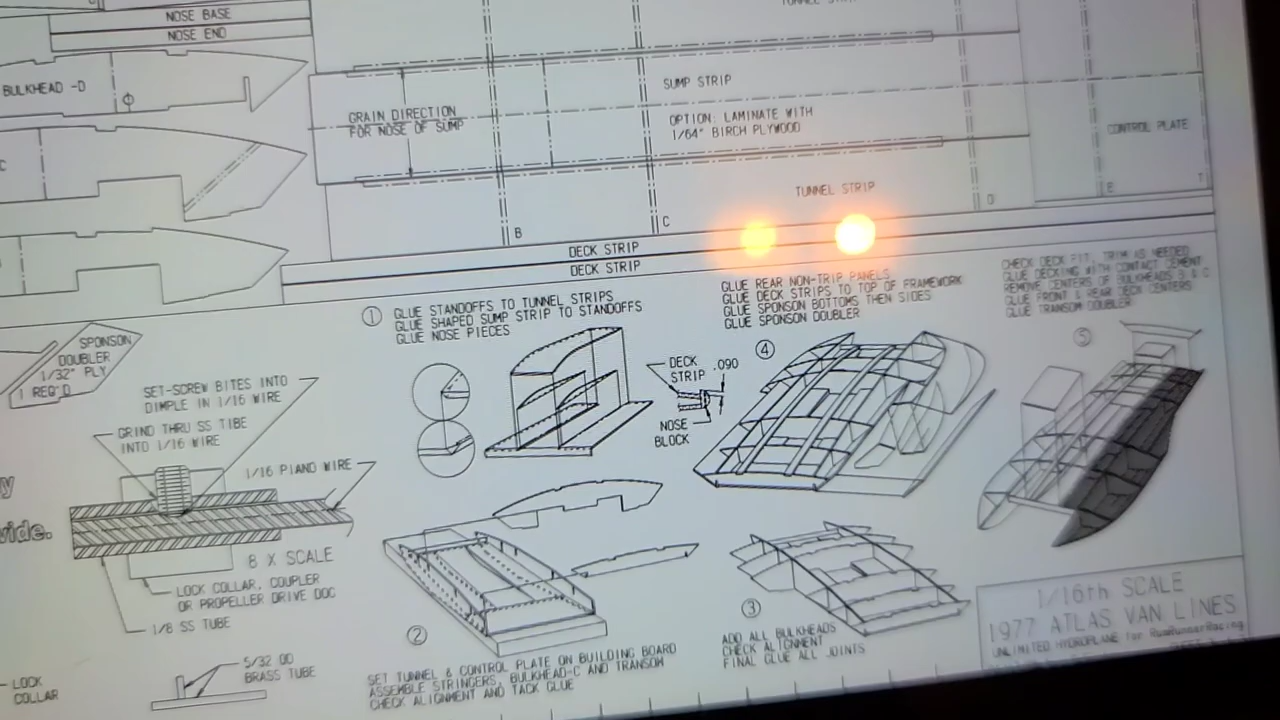 NOSE BASE
NOSE END
BULKHEAD -D
C
GRAIN DIRECTION
FOR NOSE OF SUMP
SUMP STRIP
OPTION: LAMINATE WITH
1/64" BIRCH PLYWOOD
CONTROL PLATE
TUNNEL STRIP
B
C
D
E
DECK STRIP
DECK STRIP
1
GLUE STANDOFFS TO TUNNEL STRIPS
GLUE SHAPED SUMP STRIP TO STANDOFFS
GLUE NOSE PIECES
GLUE REAR NON-TRIP PANELS
GLUE DECK STRIPS TO TOP OF FRAMEWORK
GLUE SPONSON BOTTOMS THEN SIDES
GLUE SPONSON DOUBLER
4
CHECK DECK FIT, TRIM AS NEEDED
GLUE DECKING WITH CONTACT CEMENT
REMOVE CENTERS OF BULKHEADS B & C
GLUE FRONT & REAR DECK CENTERS
GLUE TRANSOM DOUBLER
5
SPONSON
DOUBLER
1/32" PLY
1 REQ'D
SET-SCREW BITES INTO
DIMPLE IN 1/16 WIRE
GRIND THRU SS TIBE
INTO 1/16 WIRE
1/16 PIANO WIRE
8 X SCALE
LOCK COLLAR, COUPLER
OR PROPELLER DRIVE DOG
1/8 SS TUBE
DECK
STRIP
.090
NOSE
BLOCK
y
vide.
LOCK
COLLAR
5/32 OD
BRASS TUBE
2
SET TUNNEL & CONTROL PLATE ON BUILDING BOARD
ASSEMBLE STRINGERS, BULKHEAD-C AND TRANSOM
CHECK ALIGNMENT AND TACK GLUE
3
ADD ALL BULKHEADS
CHECK ALIGNMENT
FINAL GLUE ALL JOINTS
1/16th SCALE
1977 ATLAS VAN LINES
UNLIMITED HYDROPLANE for RumRunnerRacing